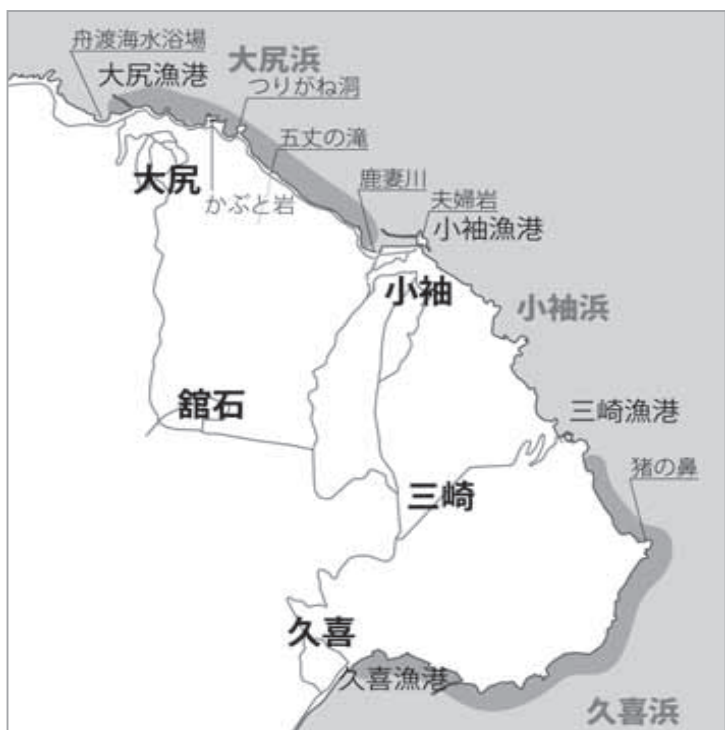 舟渡海水浴場
大尻浜
大尻漁港
つりがね洞
五丈の滝
大尻
かぶと岩
鹿妻川
夫婦岩
小袖漁港
小袖
小袖浜
舘石
三崎漁港
猪の鼻
三崎
久喜
久喜漁港
久喜浜